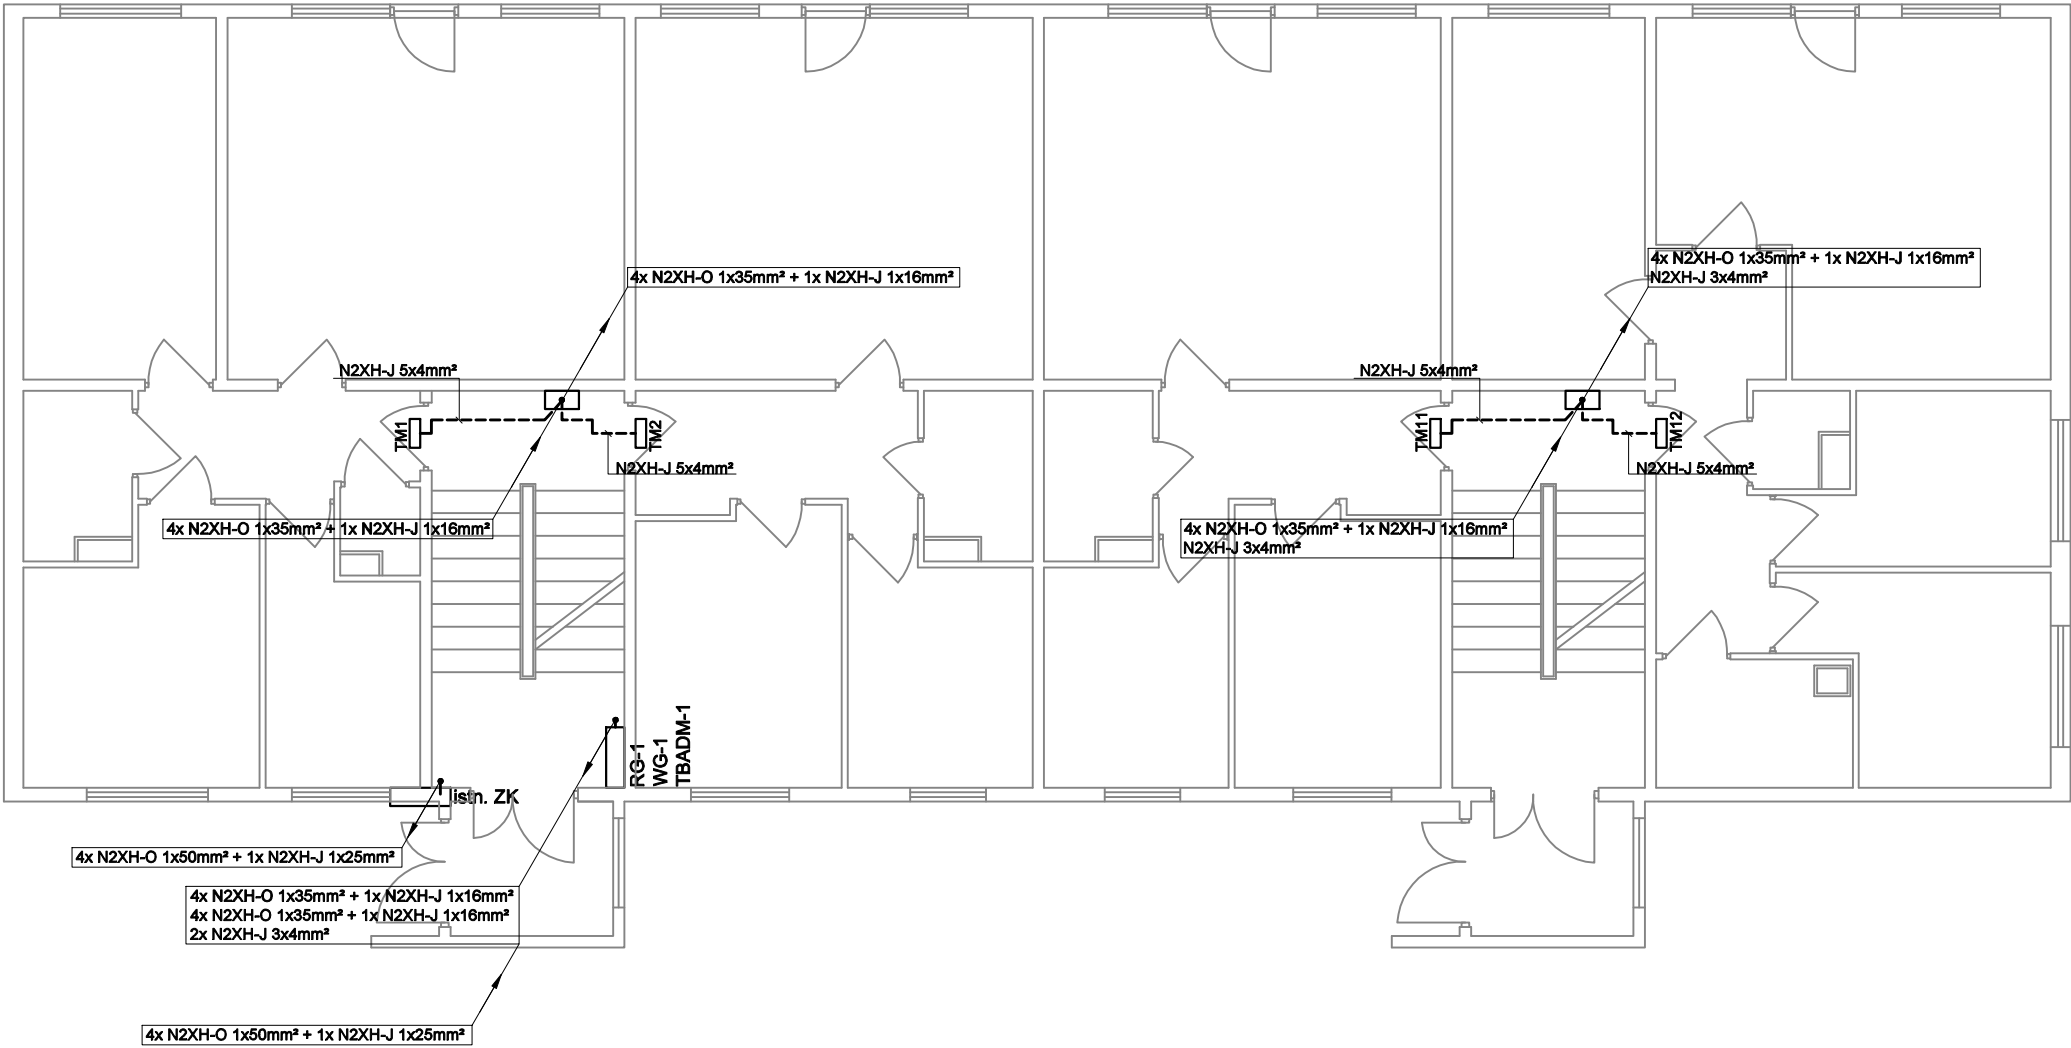 4x N2XH-O 1x35mm² + 1x N2XH-J 1x16mm²
4x N2XH-O 1x35mm² + 1x N2XH-J 1x16mm²
N2XH-J 3x4mm²
N2XH-J 5x4mm²
N2XH-J 5x4mm²
TM1
TM2
TM11
TM12
N2XH-J 5x4mm²
N2XH-J 5x4mm²
4x N2XH-O 1x35mm² + 1x N2XH-J 1x16mm²
4x N2XH-O 1x35mm² + 1x N2XH-J 1x16mm²
N2XH-J 3x4mm²
RG-1
WG-1
TBADM-1
istn. ZK
4x N2XH-O 1x50mm² + 1x N2XH-J 1x25mm²
4x N2XH-O 1x35mm² + 1x N2XH-J 1x16mm²
4x N2XH-O 1x35mm² + 1x N2XH-J 1x16mm²
2x N2XH-J 3x4mm²
4x N2XH-O 1x50mm² + 1x N2XH-J 1x25mm²